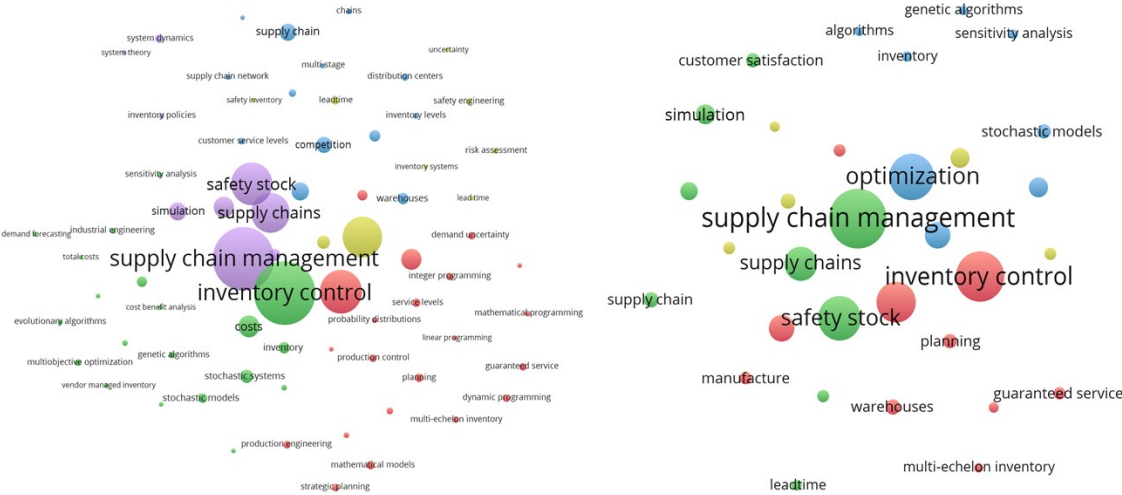 chains
supply chain
system dynamics
system theory
uncertainty
multi-stage
supply chain network
distribution centers
safety inventory
leadtime
safety engineering
inventory policies
inventory levels
customer service levels
competition
risk assessment
inventory systems
sensitivity analysis
safety stock
simulation
supply chains
warehouses
lead-time
demand forecasting
industrial engineering
demand uncertainty
total costs
supply chain management
integer programming
inventory control
service levels
cost benefit analysis
mathematical programming
evolutionary algorithms
costs
probability distributions
linear programming
inventory
genetic algorithms
production control
multiobjective optimization
guaranteed service
stochastic systems
planning
vendor managed inventory
stochastic models
dynamic programming
multi-echelon inventory
production engineering
mathematical models
strategic planning
genetic algorithms
algorithms
sensitivity analysis
customer satisfaction
inventory
simulation
stochastic models
optimization
supply chain management
supply chains
inventory control
supply chain
safety stock
planning
manufacture
guaranteed service
warehouses
multi-echelon inventory
leadtime